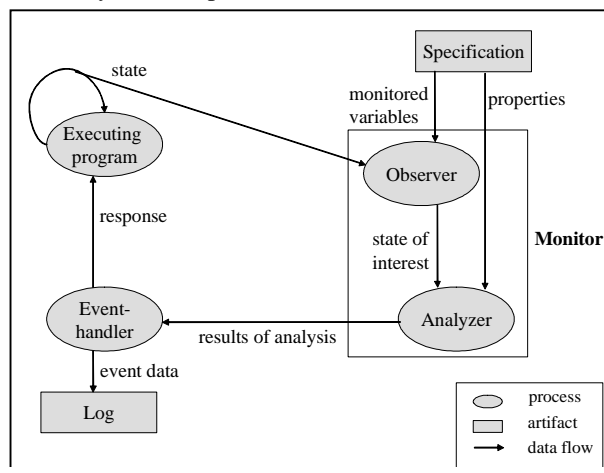 Specification
state
monitored
variables
properties
Executing
program
Observer
response
state of
interest
Monitor
Event-
handler
results of analysis
Analyzer
event data
Log
process
artifact
data flow